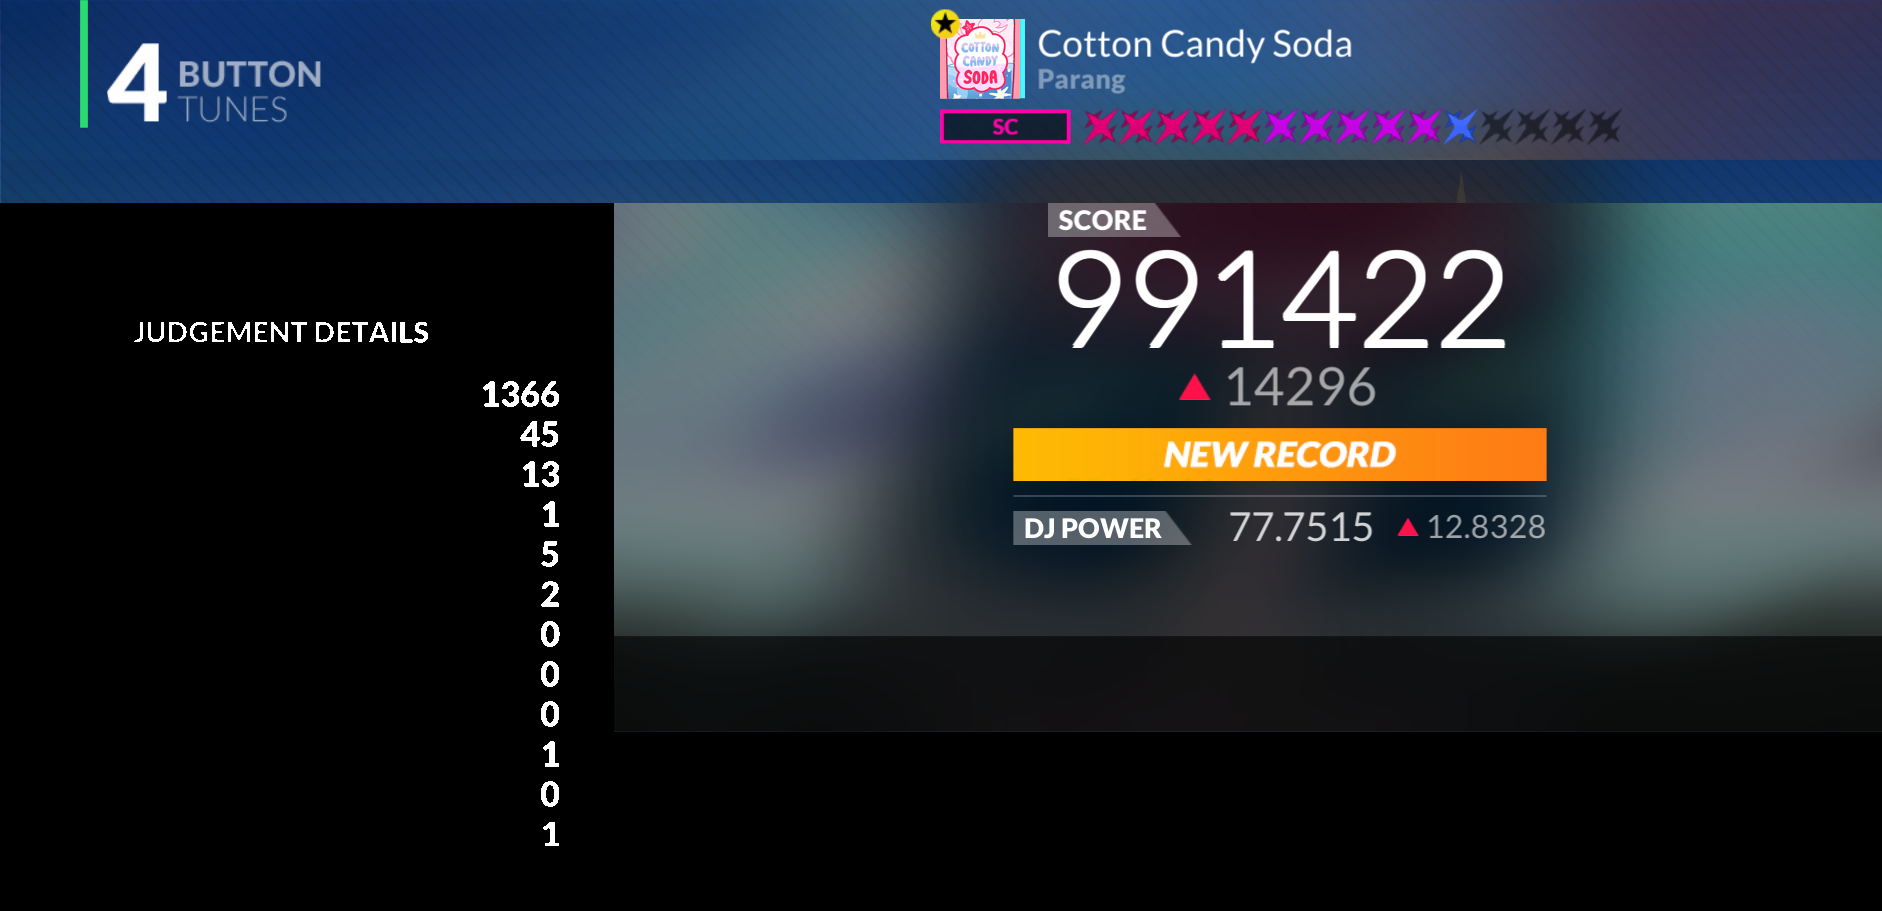 4 BUTTON
TUNES
COTTON
CANDY
SODA
Cotton Candy Soda
Parang
SC
SCORE
991422
14296
NEW RECORD
DJ POWER 77.7515 12.8328
JUDGEMENT DETAILS
1366
45
13
1
5
2
0
0
0
1
0
1